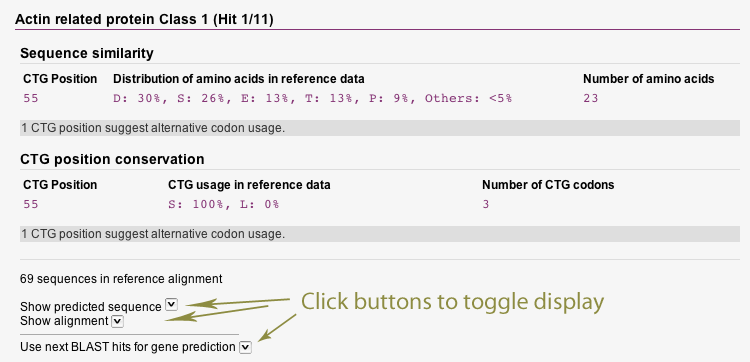 Actin related protein Class 1 (Hit 1/11)
Sequence similarity
CTG Position Distribution of amino acids in reference data Number of amino acids
55 D: 30%, S: 26%, E: 13%, T: 13%, P: 9%, Others: <5% 23
1 CTG position suggest alternative codon usage.
CTG position conservation
CTG Position CTG usage in reference data Number of CTG codons
55 S: 100%, L: 0% 3
1 CTG position suggest alternative codon usage.
69 sequences in reference alignment
Show predicted sequence
Click buttons to toggle display
Show alignment
Use next BLAST hits for gene prediction